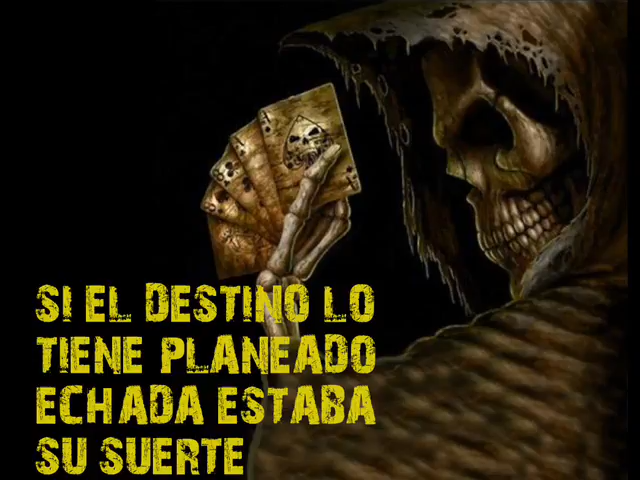 SI EL DESTINO LO
TIENE PLANEADO
ECHADA ESTABA
SU SUERTE